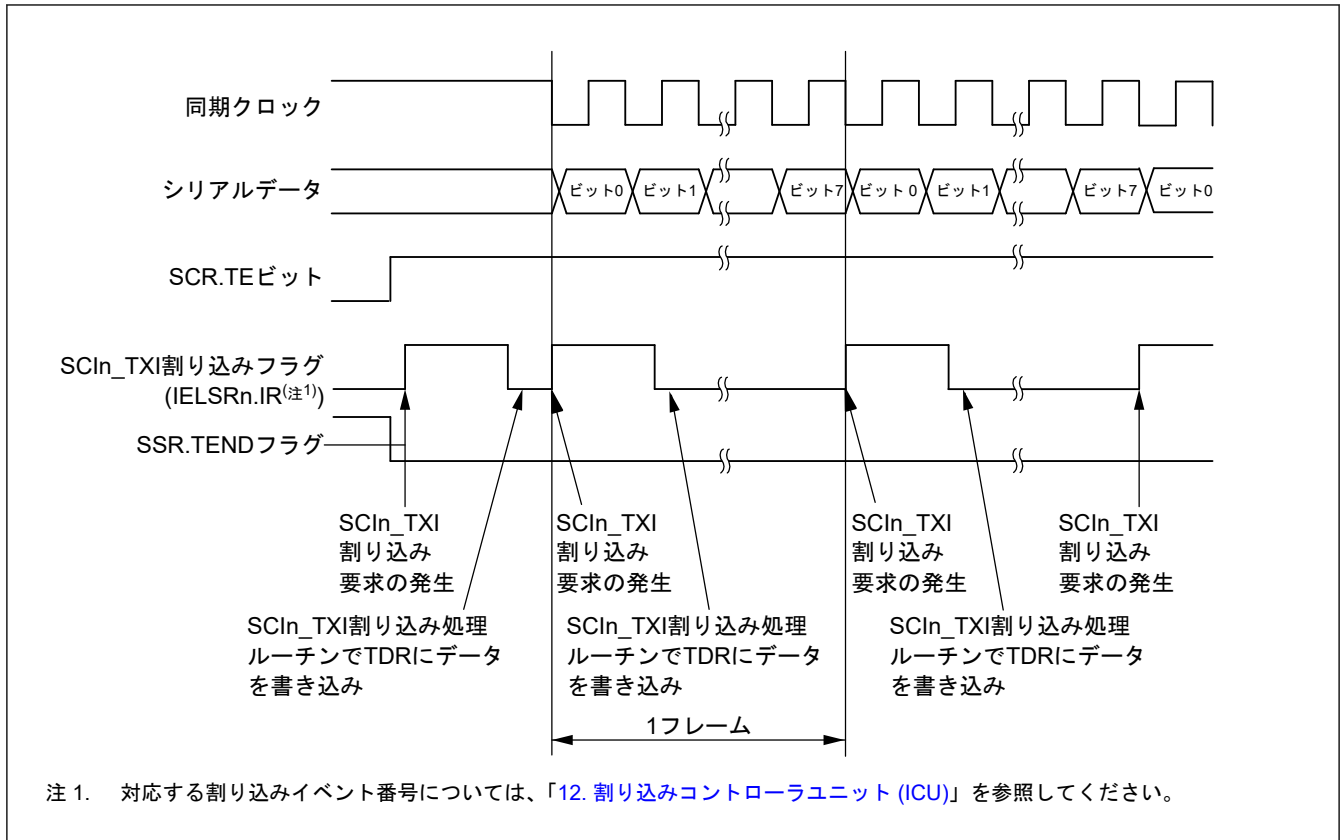 同期クロック
シリアルデータ
ビット0 ビット1 ビット7 ビット 0 ビット1 ビット7 ビット0
SCR.TEビット
SCIn_TXI割り込みフラグ
(IELSRn.IR(注1))
SSR.TENDフラグ
SCIn_TXI
割り込み
要求の発生
SCIn_TXI
割り込み
要求の発生
SCIn_TXI
割り込み
要求の発生
SCIn_TXI
割り込み
要求の発生
SCIn_TXI割り込み処理
ルーチンでTDRにデータ
を書き込み
SCIn_TXI割り込み処理
ルーチンでTDRにデータ
を書き込み
SCIn_TXI割り込み処理
ルーチンでTDRにデータ
を書き込み
1フレーム
注 1. 対応する割り込みイベント番号については、「12. 割り込みコントローラユニット (ICU)」を参照してください。